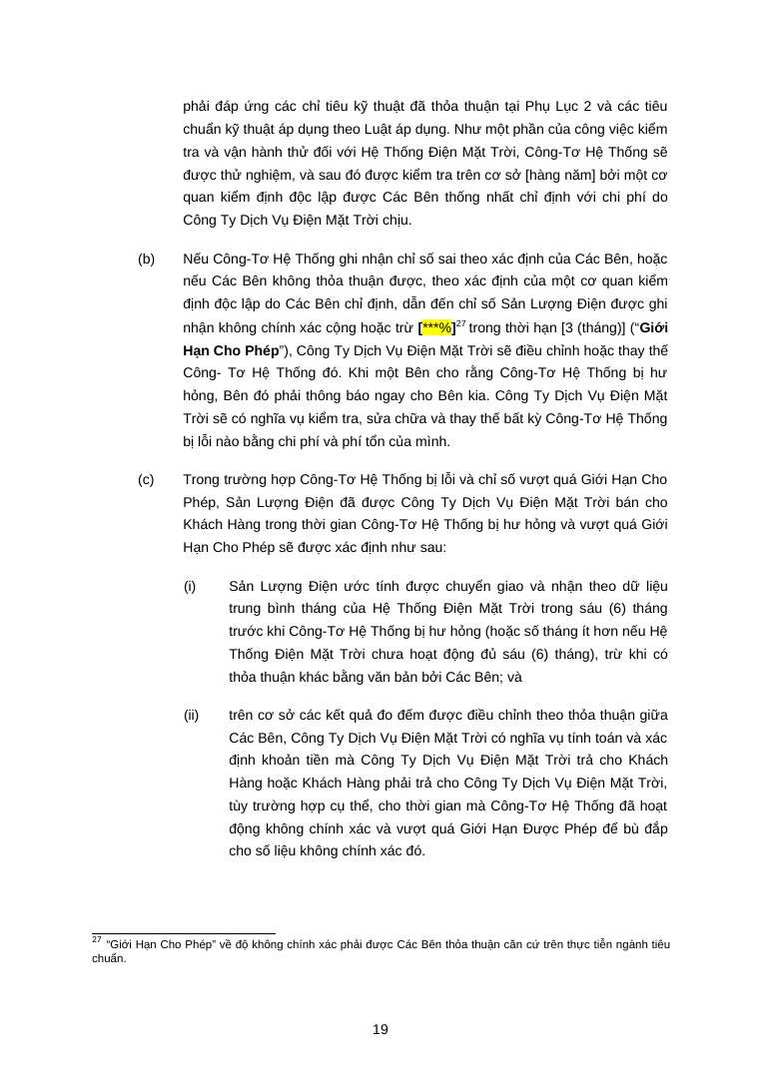 phải đáp ứng các chỉ tiêu kỹ thuật đã thỏa thuận tại Phụ Lục 2 và các tiêu
chuẩn kỹ thuật áp dụng theo Luật áp dụng. Như một phần của công việc kiểm
tra và vận hành thử đối với Hệ Thống Điện Mặt Trời, Công-Tơ Hệ Thống sẽ
được thử nghiệm, và sau đó được kiểm tra trên cơ sở [hàng năm] bởi một cơ
quan kiểm định độc lập được Các Bên thống nhất chỉ định với chi phí do
Công Ty Dịch Vụ Điện Mặt Trời chịu.
(b) Nếu Công-Tơ Hệ Thống ghi nhận chỉ số sai theo xác định của Các Bên, hoặc
nếu Các Bên không thỏa thuận được, theo xác định của một cơ quan kiểm
định độc lập do Các Bên chỉ định, dẫn đến chỉ số Sản Lượng Điện được ghi
nhận không chính xác cộng hoặc trừ [***%]27 trong thời hạn [3 (tháng)] (“Giới
Hạn Cho Phép”), Công Ty Dịch Vụ Điện Mặt Trời sẽ điều chỉnh hoặc thay thế
Công- Tơ Hệ Thống đó. Khi một Bên cho rằng Công-Tơ Hệ Thống bị hư
hỏng, Bên đó phải thông báo ngay cho Bên kia. Công Ty Dịch Vụ Điện Mặt
Trời sẽ có nghĩa vụ kiểm tra, sửa chữa và thay thế bất kỳ Công-Tơ Hệ Thống
bị lỗi nào bằng chi phí và phí tổn của mình.
(c) Trong trường hợp Công-Tơ Hệ Thống bị lỗi và chỉ số vượt quá Giới Hạn Cho
Phép, Sản Lượng Điện đã được Công Ty Dịch Vụ Điện Mặt Trời bán cho
Khách Hàng trong thời gian Công-Tơ Hệ Thống bị hư hỏng và vượt quá Giới
Hạn Cho Phép sẽ được xác định như sau:
(i) Sản Lượng Điện ước tính được chuyển giao và nhận theo dữ liệu
trung bình tháng của Hệ Thống Điện Mặt Trời trong sáu (6) tháng
trước khi Công-Tơ Hệ Thống bị hư hỏng (hoặc số tháng ít hơn nếu Hệ
Thống Điện Mặt Trời chưa hoạt động đủ sáu (6) tháng), trừ khi có
thỏa thuận khác bằng văn bản bởi Các Bên; và
(ii) trên cơ sở các kết quả đo đếm được điều chỉnh theo thỏa thuận giữa
Các Bên, Công Ty Dịch Vụ Điện Mặt Trời có nghĩa vụ tính toán và xác
định khoản tiền mà Công Ty Dịch Vụ Điện Mặt Trời trả cho Khách
Hàng hoặc Khách Hàng phải trả cho Công Ty Dịch Vụ Điện Mặt Trời,
tùy trường hợp cụ thể, cho thời gian mà Công-Tơ Hệ Thống đã hoạt
động không chính xác và vượt quá Giới Hạn Được Phép để bù đắp
cho số liệu không chính xác đó.
27 “Giới Hạn Cho Phép” về độ không chính xác phải được Các Bên thỏa thuận căn cứ trên thực tiễn ngành tiêu
chuẩn.
19